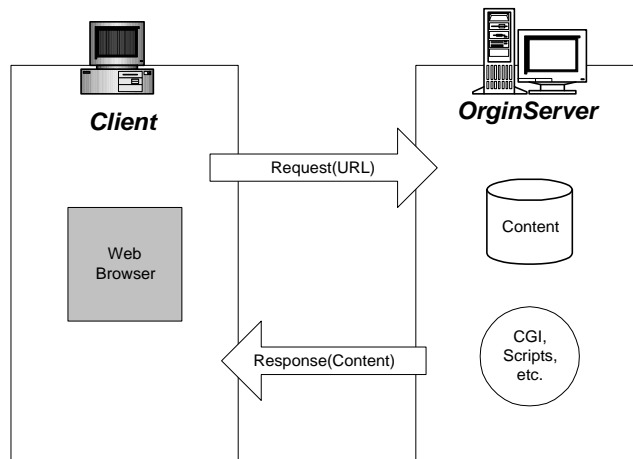 Client
OrginServer
Request(URL)
Web
Browser
Content
Response(Content)
CGI,
Scripts,
etc.